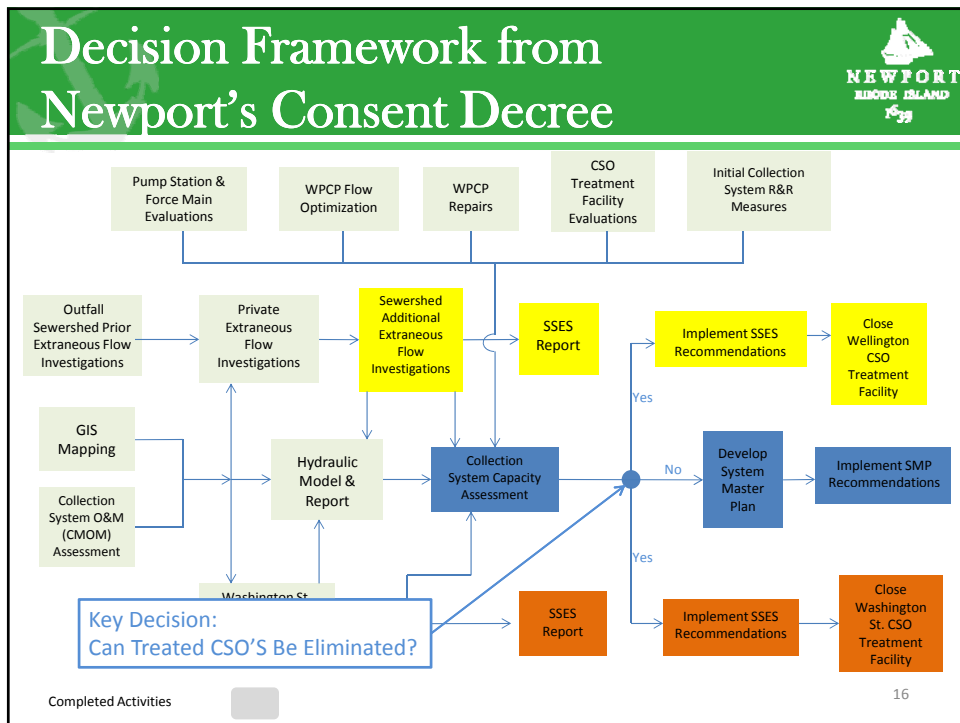 Decision Framework from
Newport's Consent Decree
NEWPORT
RHODE ISLAND
1639
Pump Station &
Force Main
Evaluations
WPCP Flow
Optimization
WPCP
Repairs
CSO
Treatment
Facility
Evaluations
Initial Collection
System R&R
Measures
Outfall
Sewershed Prior
Extraneous Flow
Investigations
Private
Extraneous
Flow
Investigations
Sewershed
Additional
Extraneous
Flow
Investigations
SSES
Report
Implement SSES
Recommendations
Close
Wellington
CSO
Treatment
Facility
Yes
GIS
Mapping
Collection
System O&M
(CMOM)
Assessment
Hydraulic
Model &
Report
Collection
System Capacity
Assessment
No
Develop
System
Master
Plan
Implement SMP
Recommendations
Yes
Washington St
Key Decision:
Can Treated CSO'S Be Eliminated?
SSES
Report
Implement SSES
Recommendations
Close
Washington
St. CSO
Treatment
Facility
Completed Activities
16